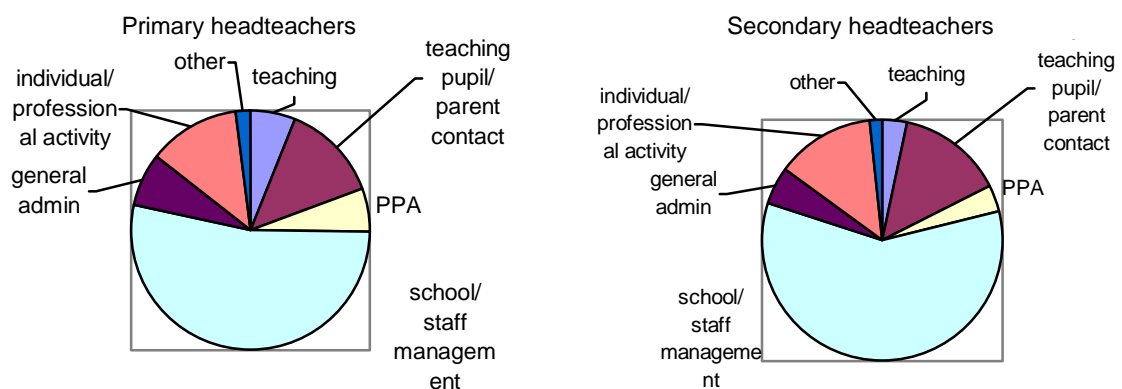 Primary headteachers
other
teaching
teaching
pupil/
parent
contact
individual/
profession
al activity
general
admin
PPA
school/
staff
managem
ent
Secondary headteachers
other
teaching
teaching
pupil/
parent
contact
individual/
profession
al activity
general
admin
PPA
school/
staff
manageme
nt